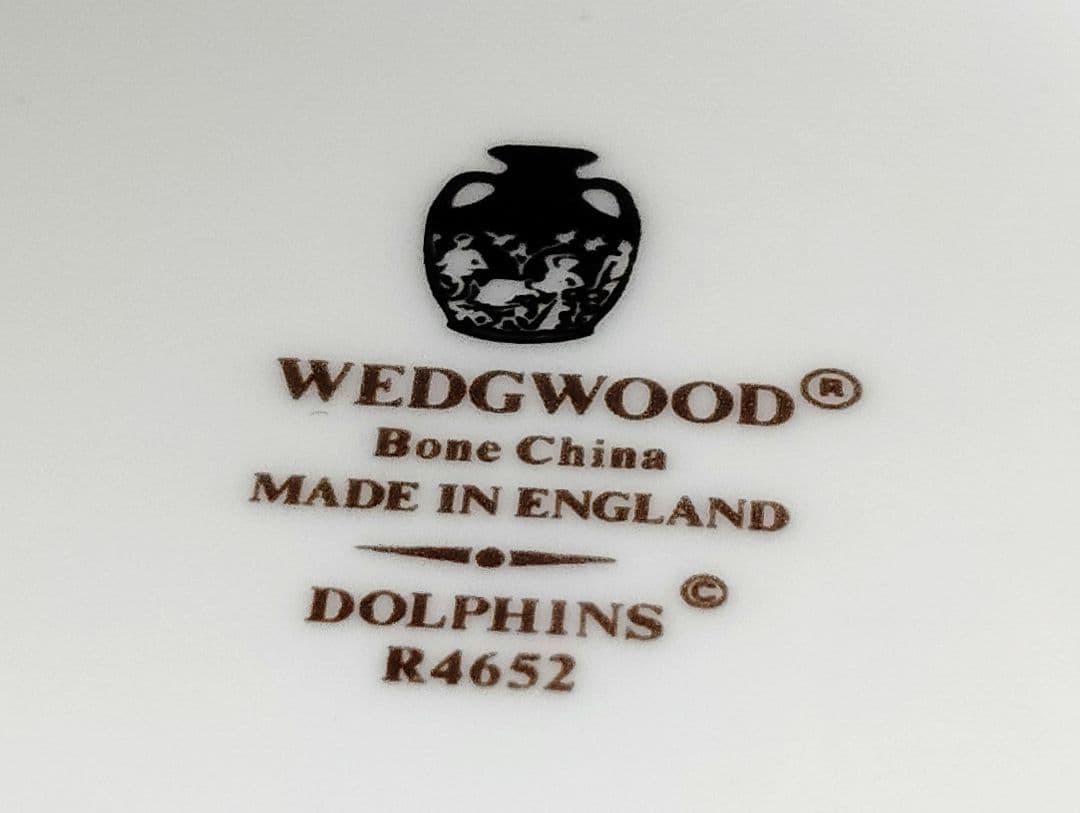 WEDGWOOD®
Bone China
MADE IN ENGLAND
DOLPHINS ©
R4652